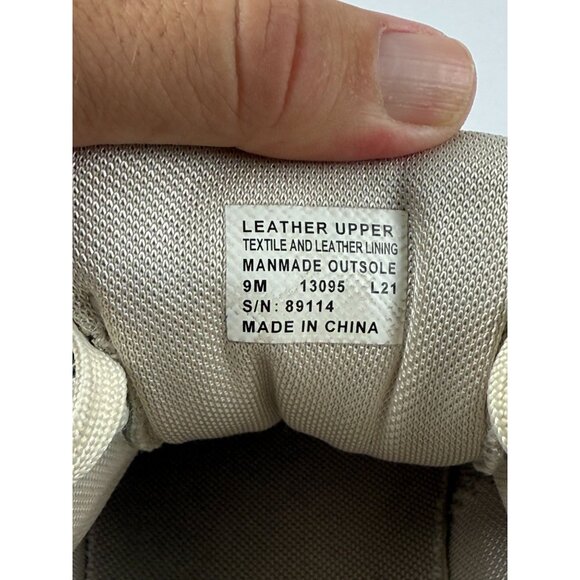 LEATHER UPPER
TEXTILE AND LEATHER LINING
MANMADE OUTSOLE
9M 13095 L21
S/N: 89114
MADE IN CHINA